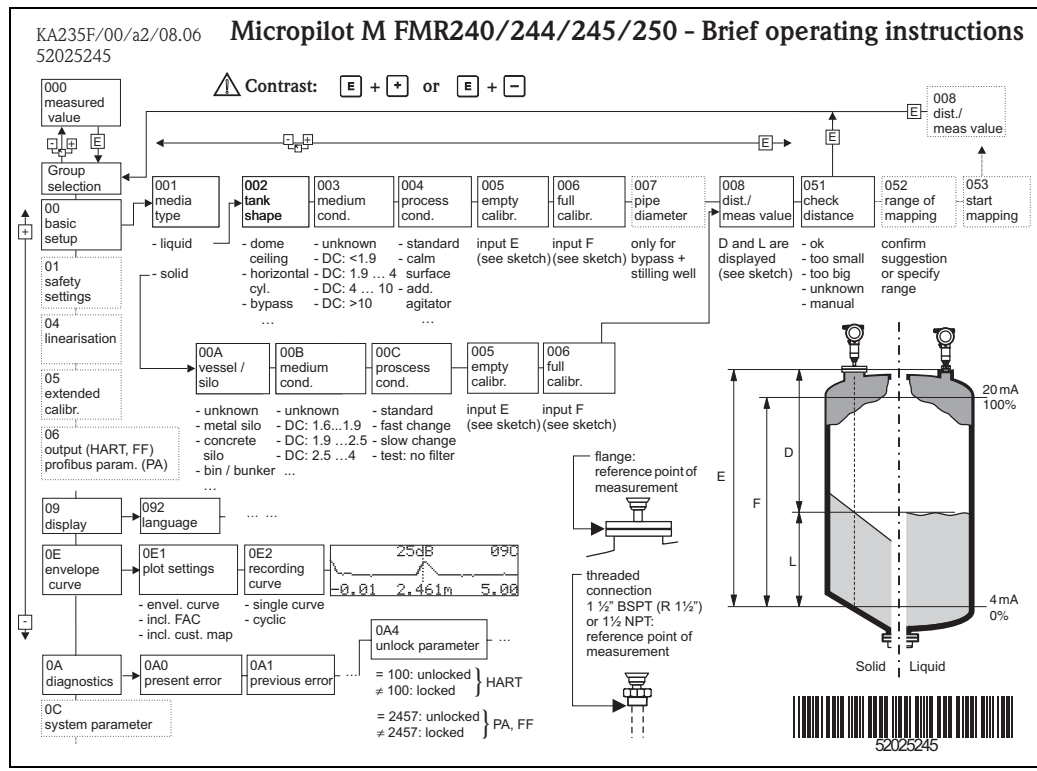 KA235F/00/a2/08.06
52025245
Micropilot M FMR240/244/245/250 - Brief operating instructions
Contrast: E + + or E + −
000
measured
value
- + E
Group
selection
- +
E
E
E
008
dist./
meas value
00
basic
setup
001
media
type
- liquid
- solid
002
tank
shape
- dome
ceiling
- horizontal
cyl.
- bypass
...
003
medium
cond.
- unknown
- DC: <1.9
- DC: 1.9 ... 4
- DC: 4 ... 10
- DC: >10
004
process
cond.
- standard
- calm
surface
- add.
agitator
...
005
empty
calibr.
input E
(see sketch)
006
full
calibr.
input F
(see sketch)
007
pipe
diameter
only for
bypass +
stilling well
008
dist./
meas value
D and L are
displayed
(see sketch)
051
check
distance
- ok
- too small
- too big
- unknown
- manual
052
range of
mapping
confirm
suggestion
or specify
range
053
start
mapping
+
01
safety
settings
04
linearisation
05
extended
calibr.
06
output (HART, FF)
profibus param. (PA)
00A
vessel /
silo
- unknown
- metal silo
- concrete
silo
- bin / bunker
...
00B
medium
cond.
- unknown
- DC: 1.6...1.9
- DC: 1.9 ...2.5
- DC: 2.5 ...4
...
00C
proscess
cond.
- standard
- fast change
- slow change
- test: no filter
005
empty
calibr.
input E
(see sketch)
006
full
calibr.
input F
(see sketch)
09
display
092
language
... ...
0E
envelope
curve
0E1
plot settings
- envel. curve
- incl. FAC
- incl. cust. map
0E2
recording
curve
- single curve
- cyclic
25dB 09C
-0.01 2.461m 5.00
-
0A
diagnostics
0A0
present error
0A1
previous error
...
0A4
unlock parameter
...
= 100: unlocked
≠ 100: locked
HART
= 2457: unlocked
≠ 2457: locked
PA, FF
0C
system parameter
flange:
reference point of
measurement
threaded
connection
1 ½” BSPT (R 1½”)
or 1½ NPT:
reference point of
measurement
20 mA
100%
D
E
F
L
4 mA
0%
Solid Liquid
52025245